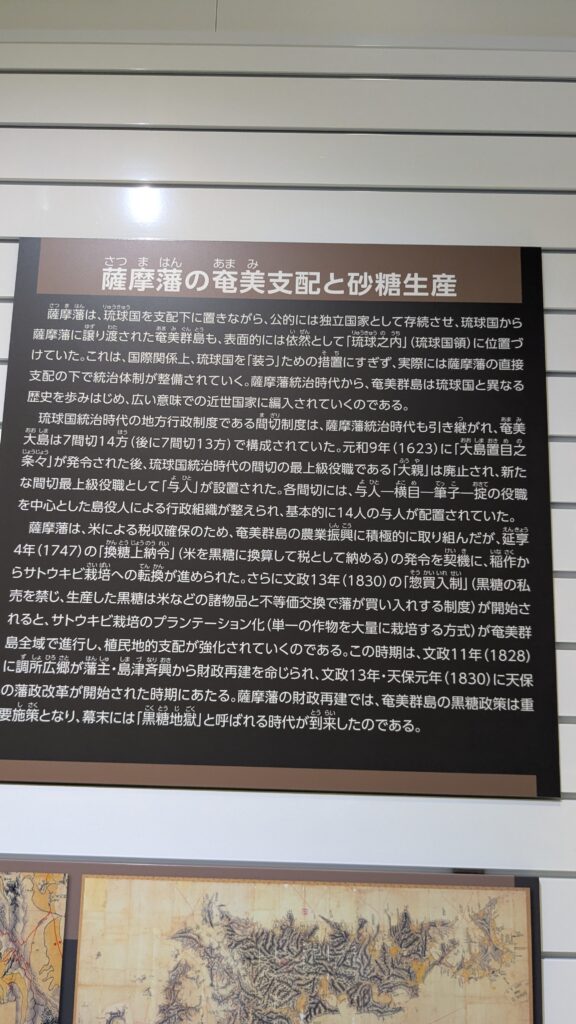 薩摩藩の奄美支配と砂糖生産
薩摩藩は、琉球国を支配下に置きながら、公的には独立国家として存続させ、琉球国から
薩摩藩に譲り渡された奄美群島も、表面的には依然として「琉球之内」(琉球国領)に位置づ
けていた。これは、国際関係上、琉球国を「装う」ための措置にすぎず、実際には薩摩藩の直接
支配の下で統治体制が整備されていく。薩摩藩統治時代から、奄美群島は琉球国と異なる
歴史を歩みはじめ、広い意味での近世国家に編入されていくのである。
琉球国統治時代の地方行政制度である間切制度は、薩摩藩統治時代も引き継がれ、奄美
大島は7間切14方(後に7間切13方)で構成されていた。元和9年(1623)に「大島置目之
条々」が発令された後、琉球国統治時代の間切の最上級役職である「大親」は廃止され、新た
な間切最上級役職として「与人」が設置された。各間切には、与人―横目―筆子―掟の役職
を中心とした島役人による行政組織が整えられ、基本的に14人の与人が配置されていた。
薩摩藩は、米による税収確保のため、奄美群島の農業振興に積極的に取り組んだが、延享
4年(1747)の「換糖上納令」(米を黒糖に換算して税として納める)の発令を契機に、稲作か
らサトウキビ栽培への転換が進められた。さらに文政13年(1830)の「惣買入制」(黒糖の私
売を禁じ、生産した黒糖は米などの諸物品と不等価交換で藩が買い入れする制度)が開始さ
れると、サトウキビ栽培のプランテーション化(単一の作物を大量に栽培する方式)が奄美群
島全域で進行し、植民地的支配が強化されていくのである。この時期は、文政11年(1828)
に調所広郷が藩主・島津斉興から財政再建を命じられ、文政13年・天保元年(1830)に天保
の藩政改革が開始された時期にあたる。薩摩藩の財政再建では、奄美群島の黒糖政策は重
要施策となり、幕末には「黒糖地獄」と呼ばれる時代が到来したのである。